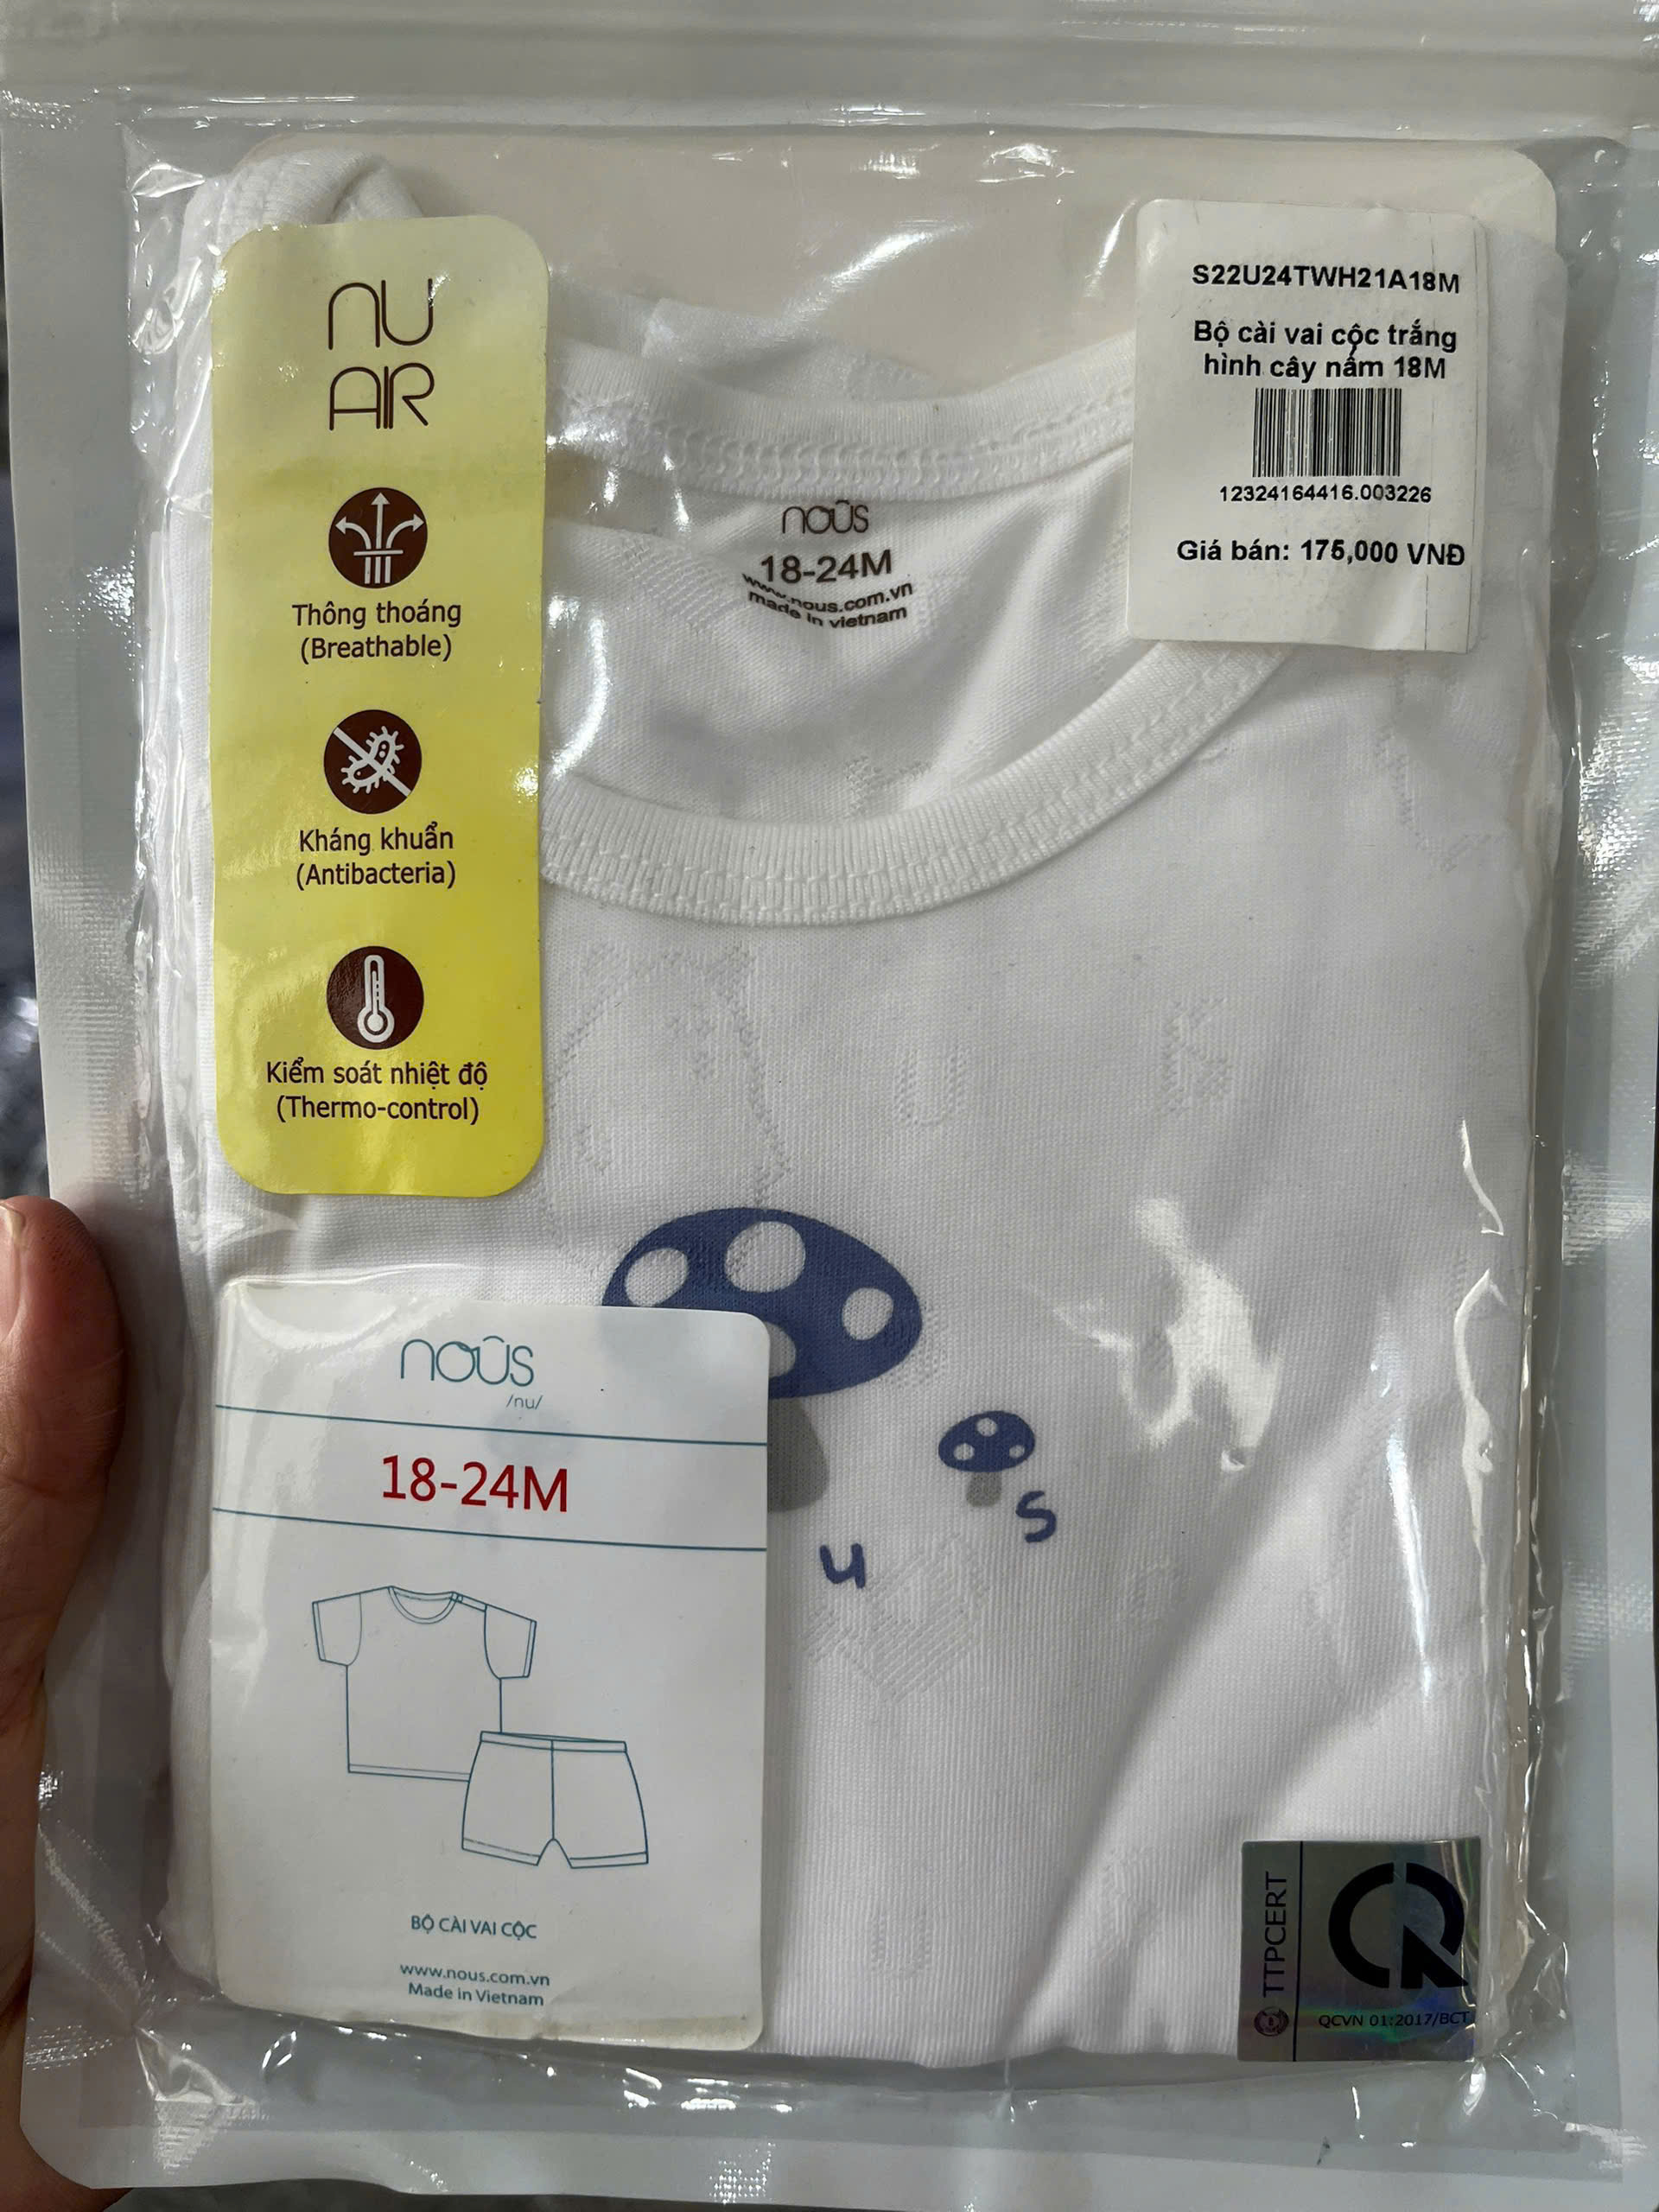 NU
AIR
Thông thoáng
(Breathable)
Kháng khuẩn
(Antibacteria)
Kiểm soát nhiệt độ
(Thermo-control)
S22U24TWH21A18M
Bộ cài vai cộc trắng
hình cây nấm 18M
12324164416.003226
Giá bán: 175,000 VNĐ
noûs
18-24M
www.nous.com.vn
made in vietnam
u
s
noûs
/nu/
18-24M
BỘ CÀI VAI CỘC
www.nous.com.vn
Made in Vietnam
TTPCERT
QCVN 01:2017/BCT